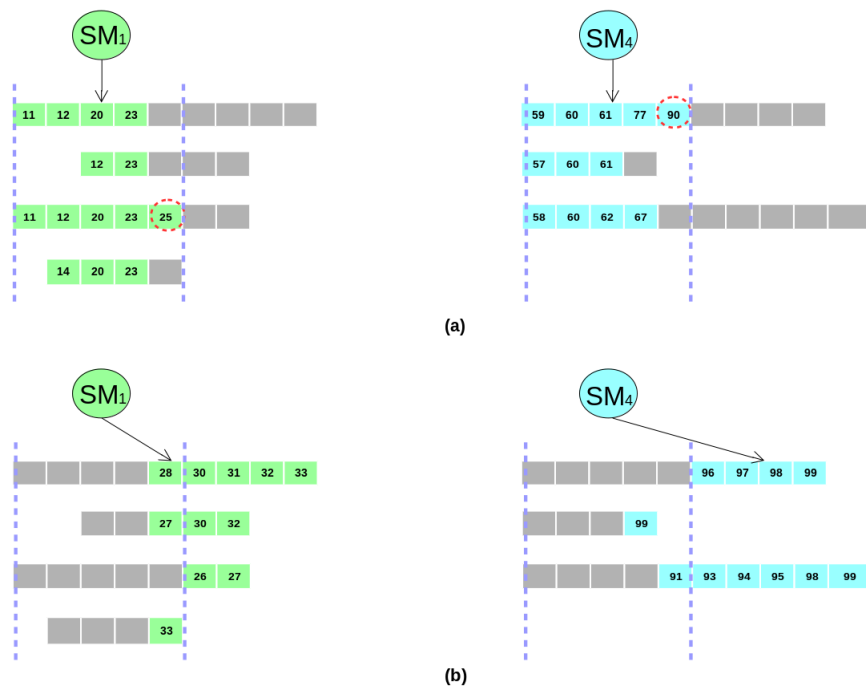 SM1 SM4
11 12 20 23 59 60 61 77 90
12 23 57 60 61
11 12 20 23 25 58 60 62 67
14 20 23
(a)
SM1 SM4
28 30 31 32 33 96 97 98 99
27 30 32 99
26 27 91 93 94 95 98 99
33
(b)